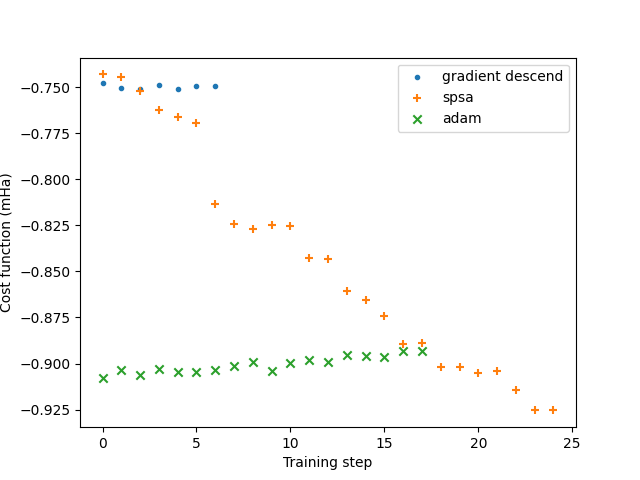 gradient descend
spsa
adam
−0.750
−0.775
−0.800
−0.825
−0.850
−0.875
−0.900
−0.925
Cost function (mHa)
0 5 10 15 20 25
Training step